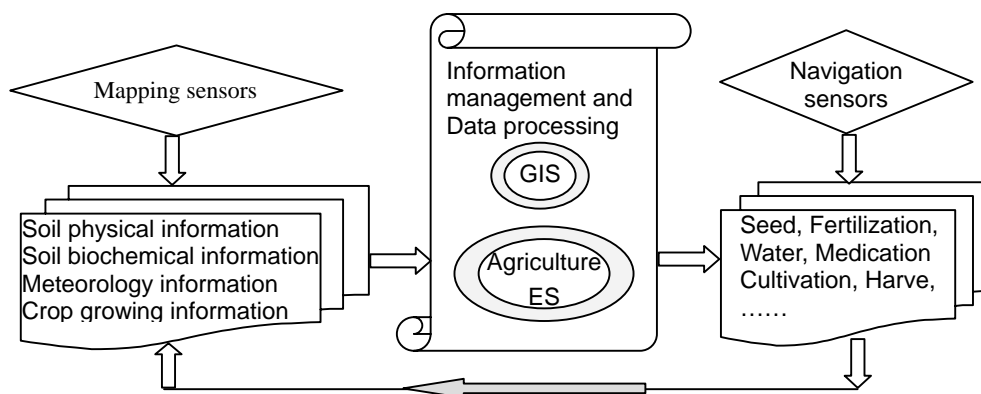 Mapping sensors
Soil physical information
Soil biochemical information
Meteorology information
Crop growing information
Information
management and
Data processing
GIS
Agriculture
ES
Navigation
sensors
Seed, Fertilization,
Water, Medication
Cultivation, Harve,
……